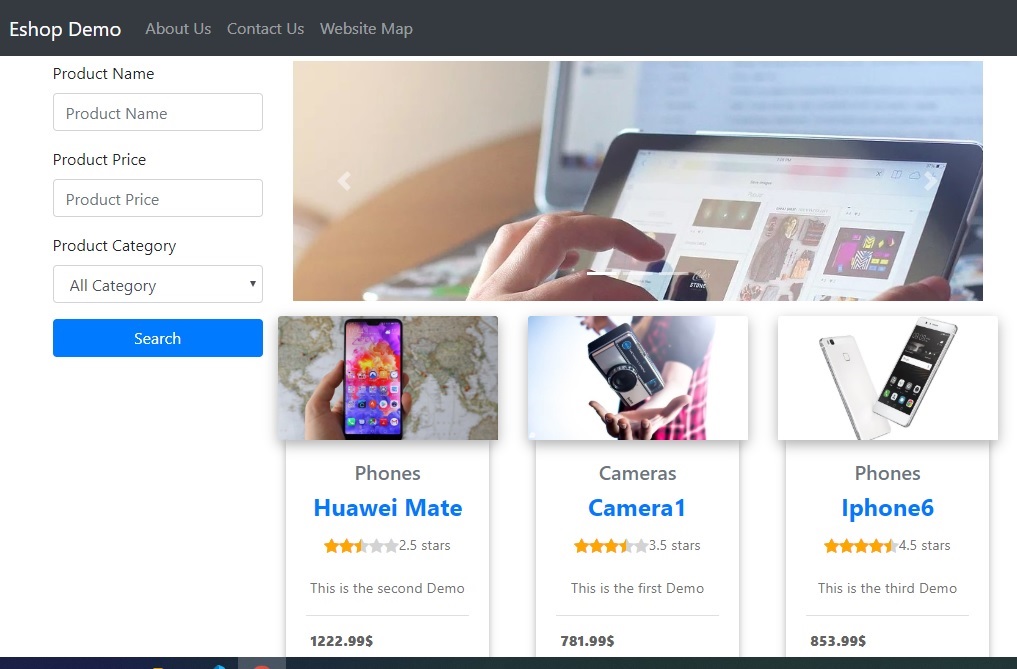 Eshop Demo About Us Contact Us Website Map
Product Name
Product Name
Product Price
Product Price
Product Category
All Category
Search
STONE
Phones
Huawei Mate
2.5 stars
This is the second Demo
1222.99$
Cameras
Camera1
3.5 stars
This is the first Demo
781.99$
Phones
Iphone6
4.5 stars
This is the third Demo
853.99$